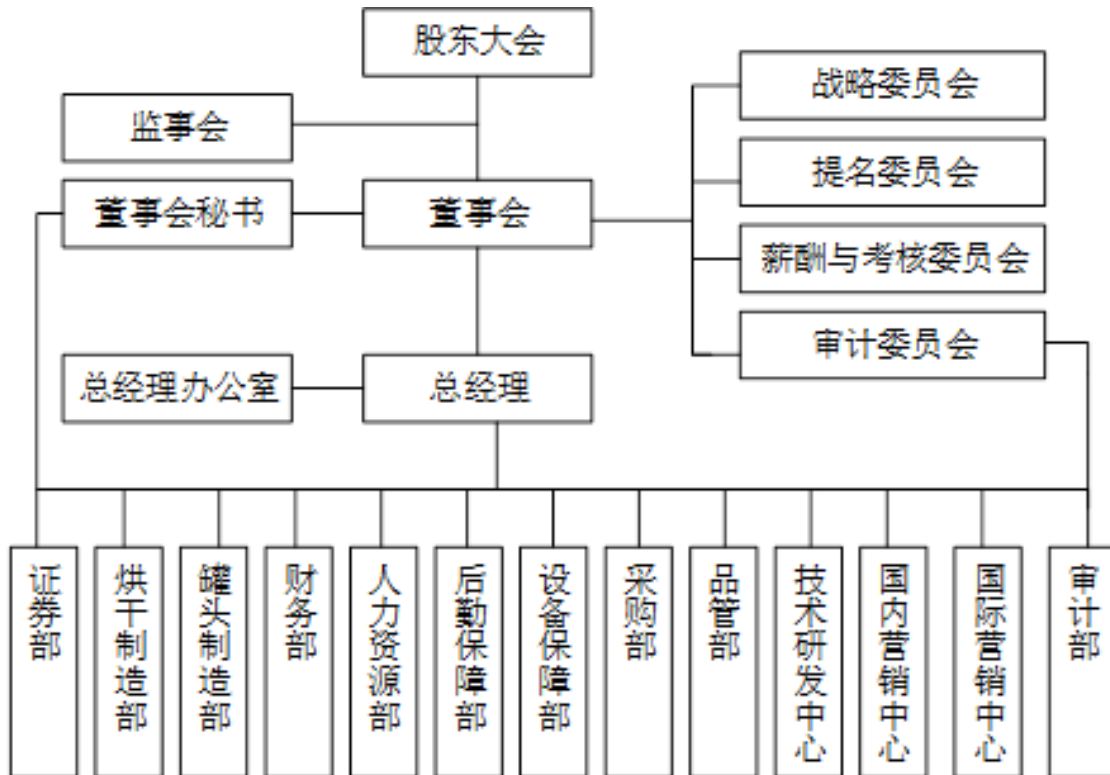 股东大会
战略委员会
监事会
提名委员会
董事会秘书
董事会
薪酬与考核委员会
审计委员会
总经理办公室
总经理
证券部
烘干制造部
罐头制造部
财务部
人力资源部
后勤保障部
设备保障部
采购部
品管部
技术研发中心
国内营销中心
国际营销中心
审计部